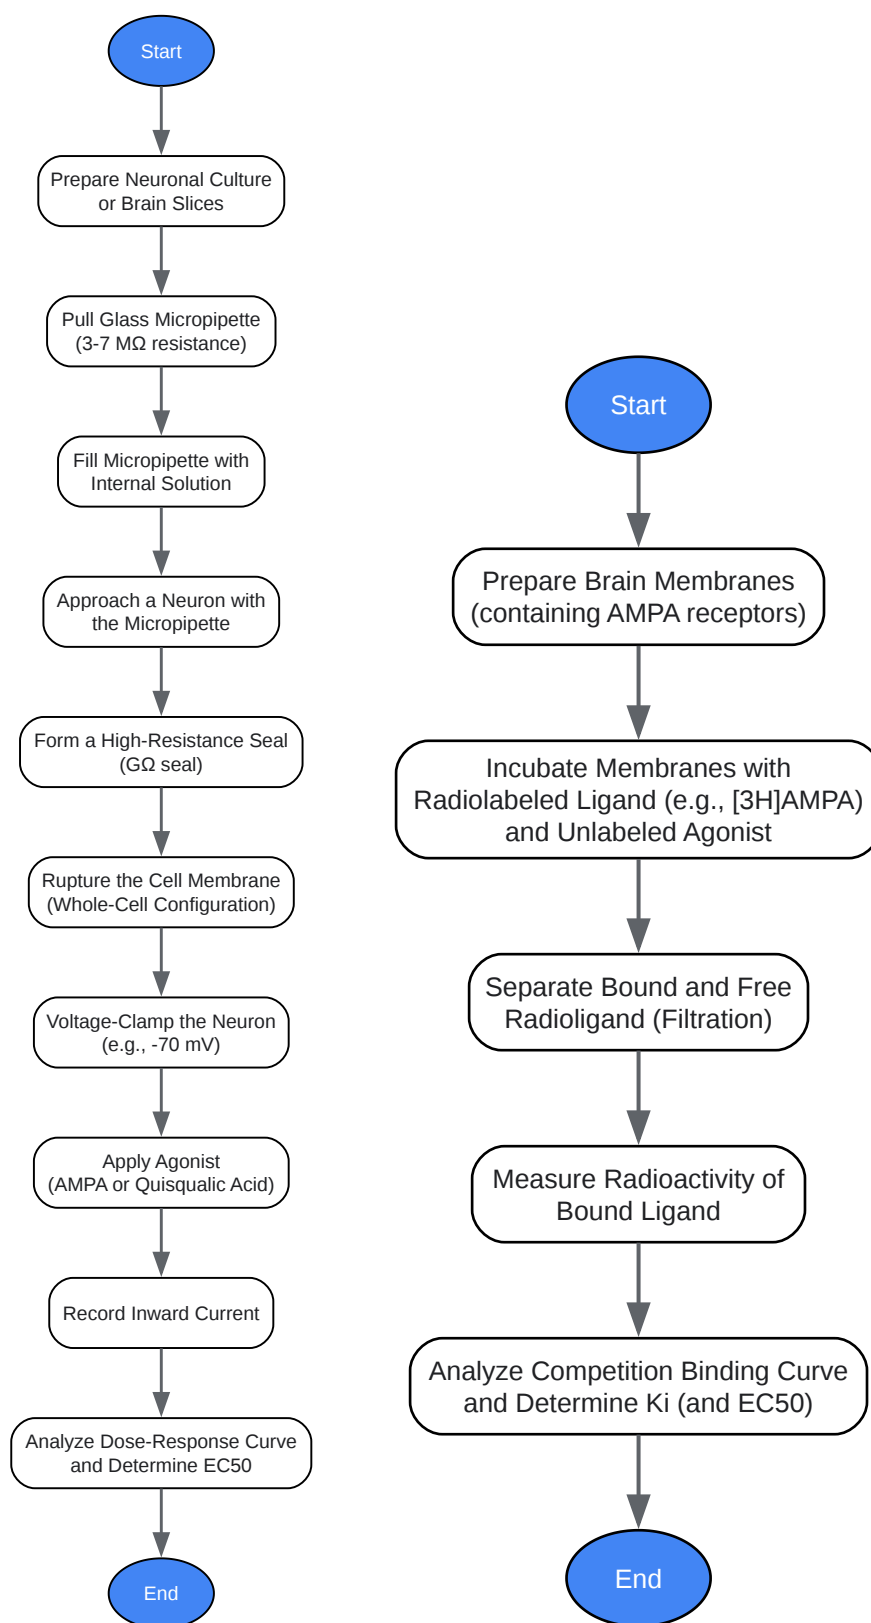 Start
Prepare Neuronal Culture
or Brain Slices
Pull Glass Micropipette
(3-7 MΩ resistance)
Fill Micropipette with
Internal Solution
Approach a Neuron with
the Micropipette
Form a High-Resistance Seal
(GΩ seal)
Rupture the Cell Membrane
(Whole-Cell Configuration)
Voltage-Clamp the Neuron
(e.g., -70 mV)
Apply Agonist
(AMPA or Quisqualic Acid)
Record Inward Current
Analyze Dose-Response Curve
and Determine EC50
End
Start
Prepare Brain Membranes
(containing AMPA receptors)
Incubate Membranes with
Radiolabeled Ligand (e.g., [3H]AMPA)
and Unlabeled Agonist
Separate Bound and Free
Radioligand (Filtration)
Measure Radioactivity of
Bound Ligand
Analyze Competition Binding Curve
and Determine Ki (and EC50)
End